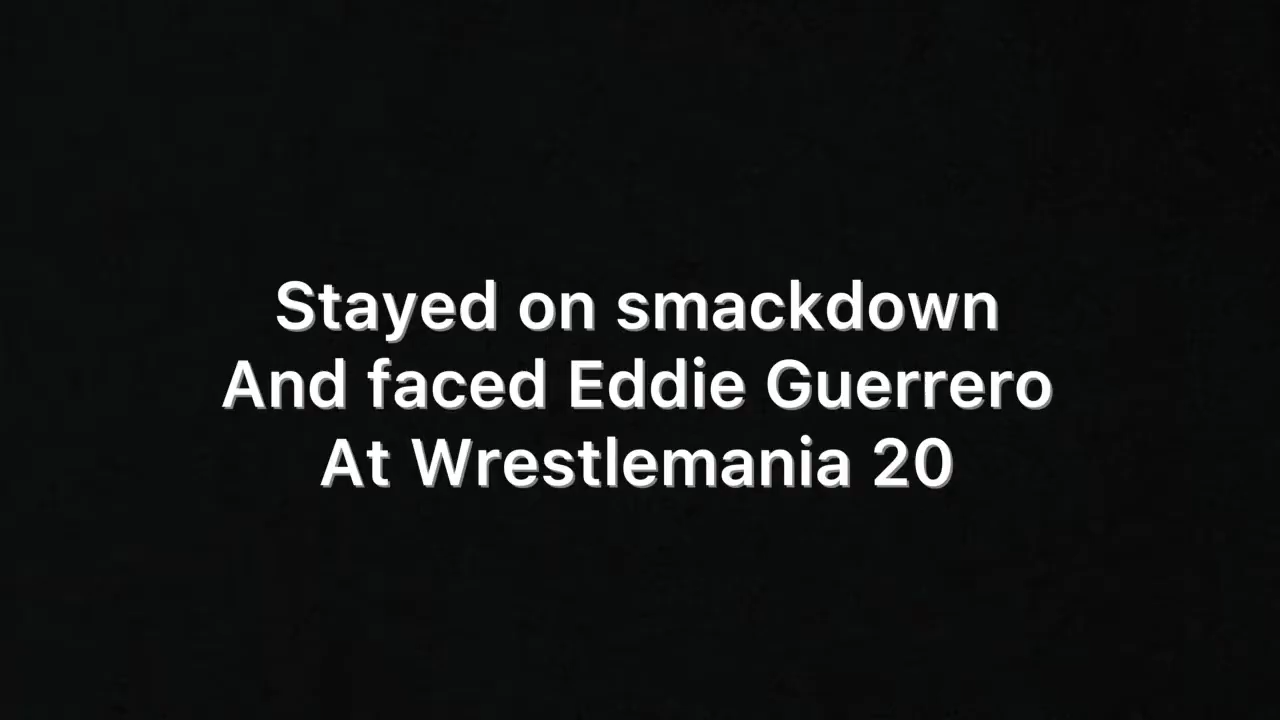 Stayed on smackdown
And faced Eddie Guerrero
At Wrestlemania 20